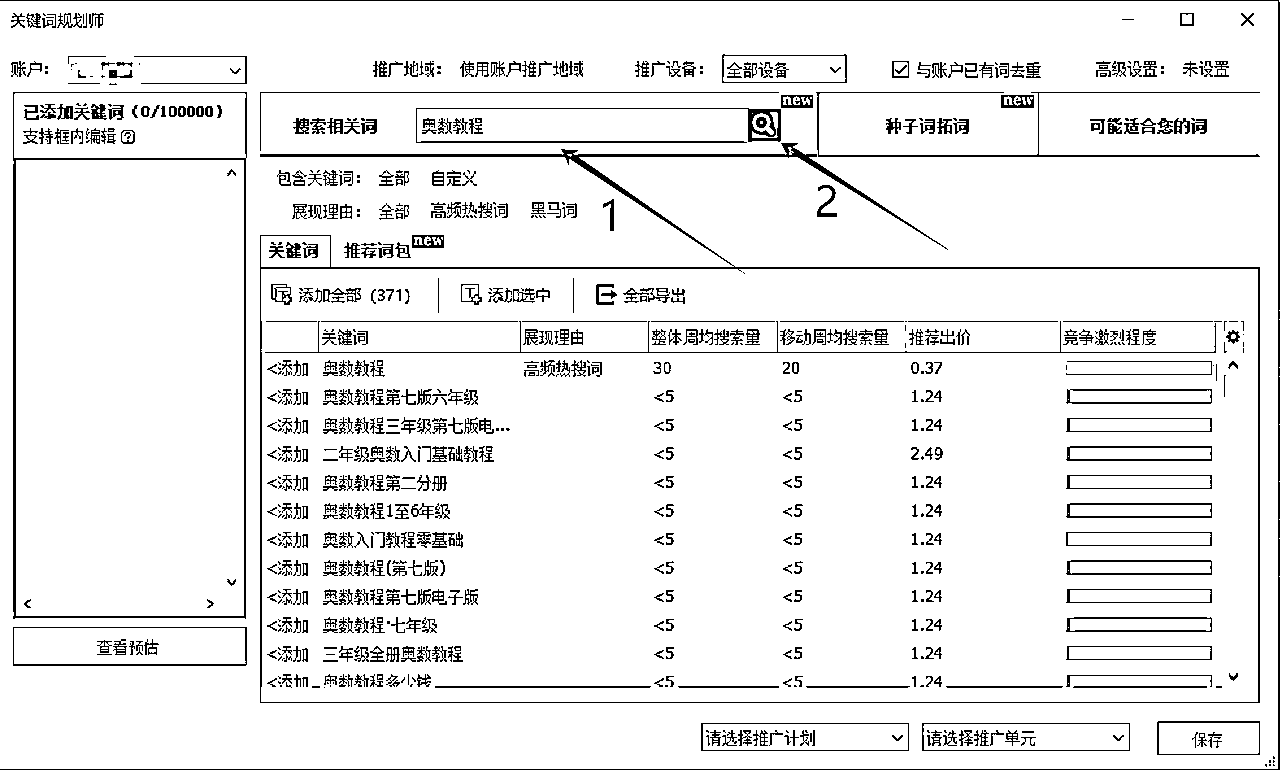 关键词规划师
账户： 推广地域： 使用账户推广地域 推广设备： 全部设备 与账户已有词去重 高级设置： 未设置
已添加关键词（0/100000）
支持框内编辑 ?
搜索相关词 奥数教程 new 种子词拓词 new 可能适合您的词
包含关键词： 全部 自定义
展现理由： 全部 高频热搜词 黑马词
1 2
关键词 推荐词包 new
添加全部（371） 添加选中 全部导出
关键词 展现理由 整体周均搜索量 移动周均搜索量 推荐出价 竞争激烈程度
<添加 奥数教程 高频热搜词 30 20 0.37
<添加 奥数教程第七版六年级 <5 <5 1.24
<添加 奥数教程三年级第七版电... <5 <5 1.24
<添加 二年级奥数入门基础教程 <5 <5 2.49
<添加 奥数教程第二分册 <5 <5 1.24
<添加 奥数教程1至6年级 <5 <5 1.24
<添加 奥数入门教程零基础 <5 <5 1.24
<添加 奥数教程(第七版) <5 <5 1.24
<添加 奥数教程第七版电子版 <5 <5 1.24
<添加 奥数教程·七年级 <5 <5 1.24
<添加 三年级全册奥数教程 <5 <5 1.24
<添加 奥数教程多少钱 <5 <5 1.24
查看预估
请选择推广计划 请选择推广单元 保存